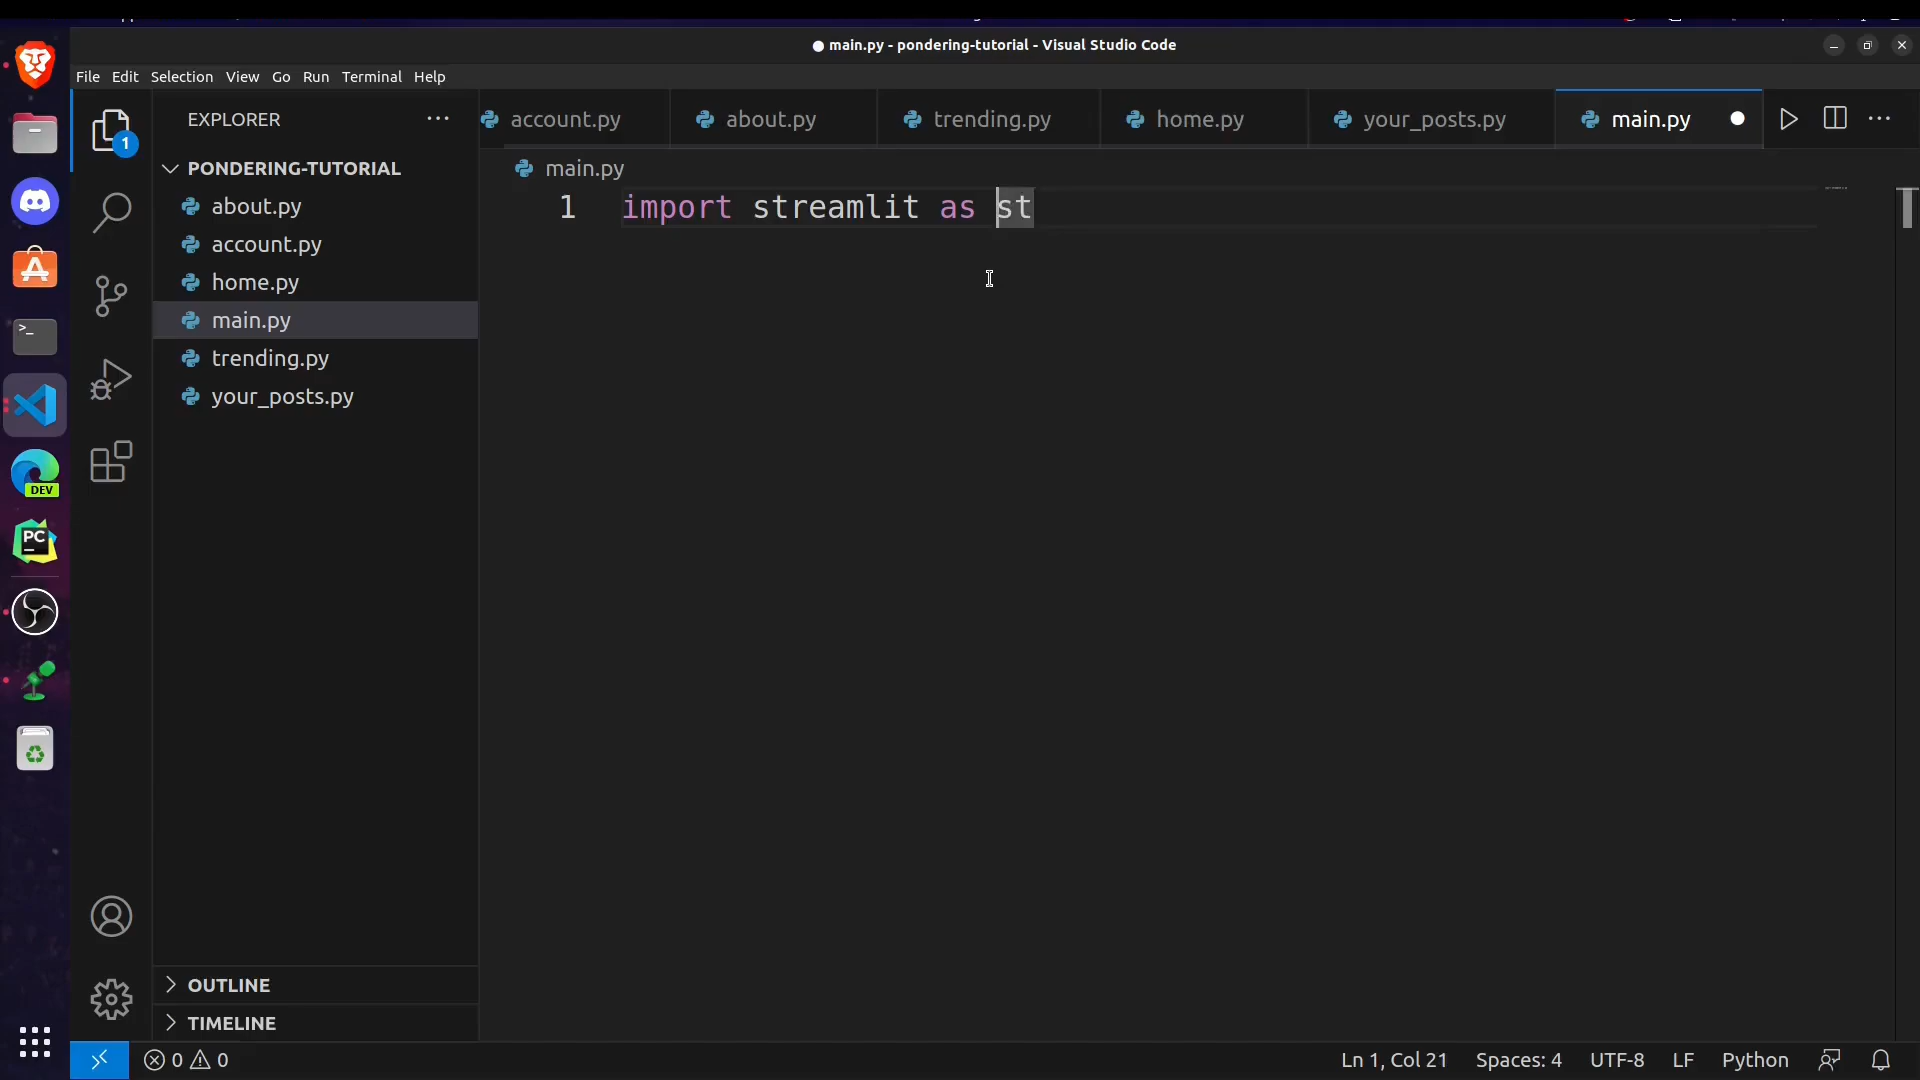 ● main.py - pondering-tutorial - Visual Studio Code
File Edit Selection View Go Run Terminal Help
EXPLORER
account.py about.py trending.py home.py your_posts.py main.py
1
PONDERING-TUTORIAL
main.py
about.py
1 import streamlit as st
account.py
home.py
main.py
trending.py
your_posts.py
DEV
PC
OUTLINE
TIMELINE
0 0
Ln 1, Col 21 Spaces: 4 UTF-8 LF Python